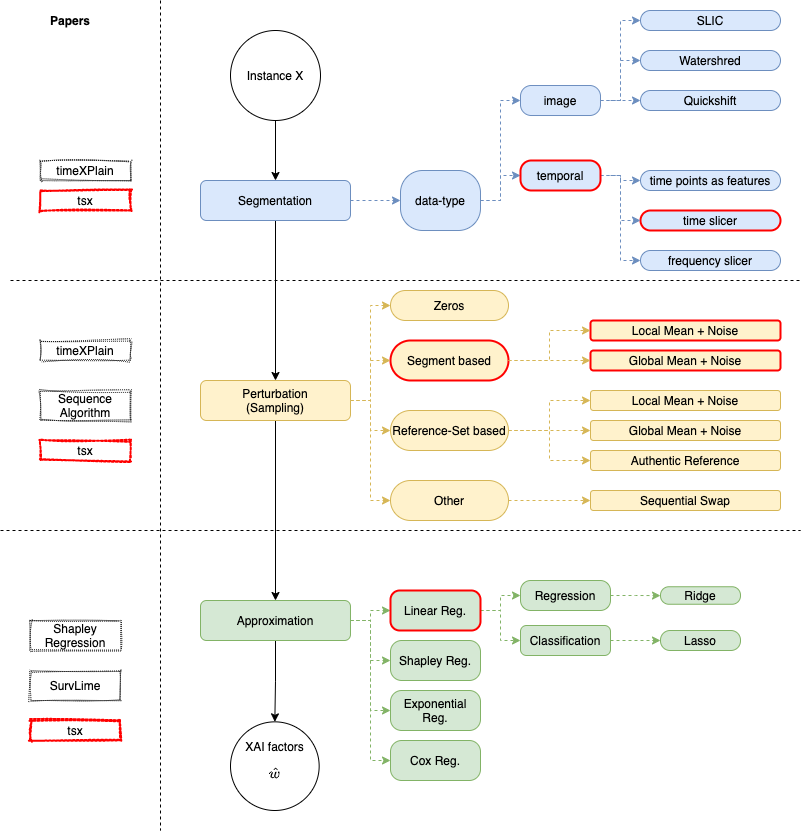 Papers
Instance X
SLIC
Watershred
Quickshift
image
timeXPlain
tsx
Segmentation
data-type
temporal
time points as features
time slicer
frequency slicer
timeXPlain
Sequence
Algorithm
tsx
Perturbation
(Sampling)
Zeros
Segment based
Local Mean + Noise
Global Mean + Noise
Reference-Set based
Local Mean + Noise
Global Mean + Noise
Authentic Reference
Other
Sequential Swap
Shapley
Regression
SurvLime
tsx
Approximation
Linear Reg.
Regression
Ridge
Classification
Lasso
Shapley Reg.
Exponential
Reg.
Cox Reg.
XAI factors
ŵ